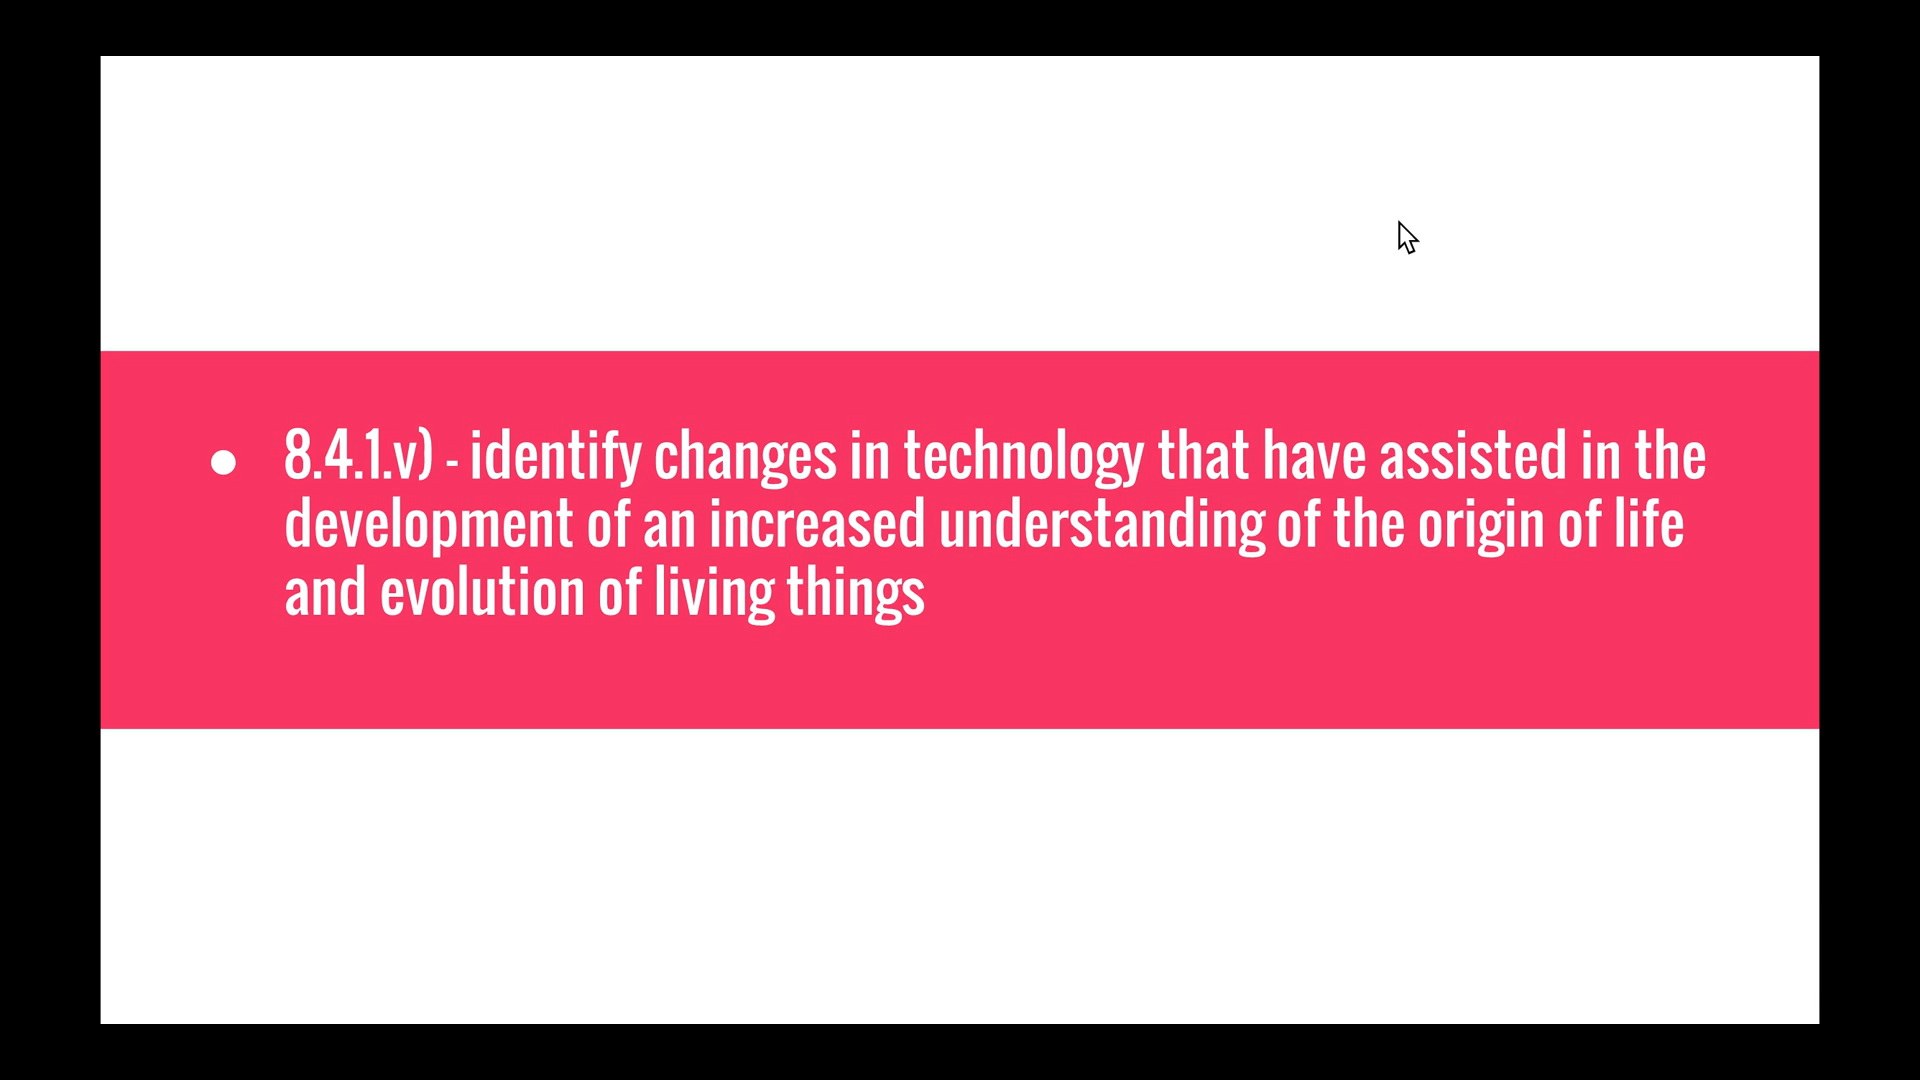 ● 8.4.1.v) - identify changes in technology that have assisted in the
development of an increased understanding of the origin of life
and evolution of living things